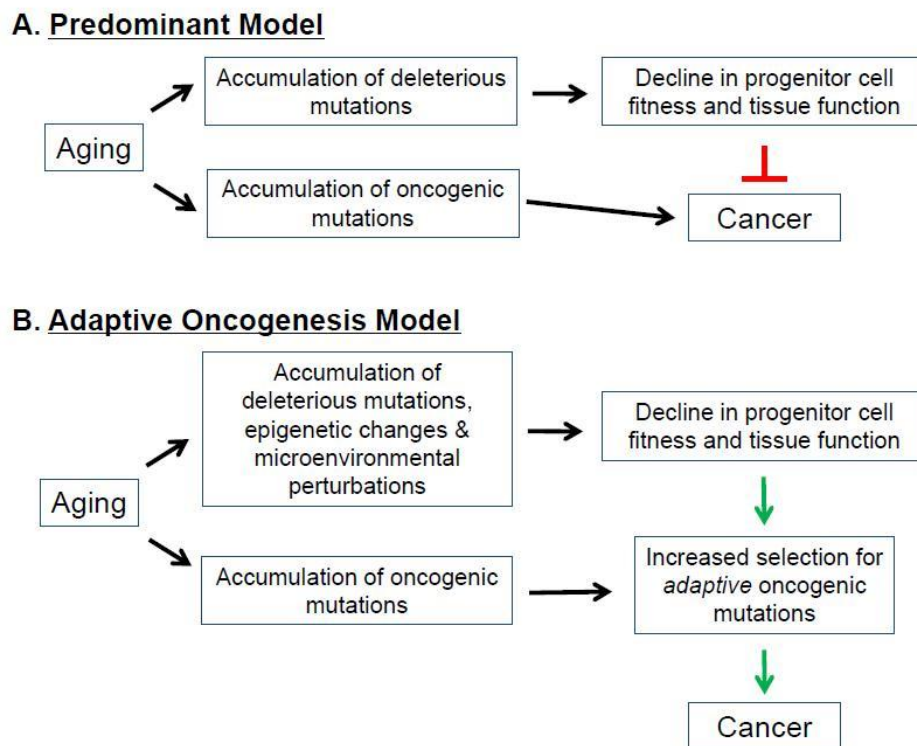 A. Predominant Model
Accumulation of deleterious
mutations
Decline in progenitor cell
fitness and tissue function
Aging
Accumulation of oncogenic
mutations
Cancer
B. Adaptive Oncogenesis Model
Accumulation of
deleterious mutations,
epigenetic changes &
microenvironmental
perturbations
Decline in progenitor cell
fitness and tissue function
Aging
Accumulation of oncogenic
mutations
Increased selection for
adaptive oncogenic
mutations
Cancer